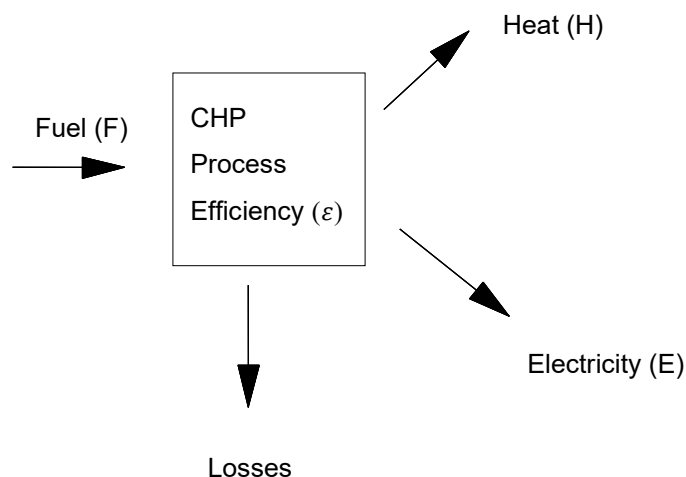 Heat (H)
Fuel (F)
CHP
Process
Efficiency (ε)
Electricity (E)
Losses